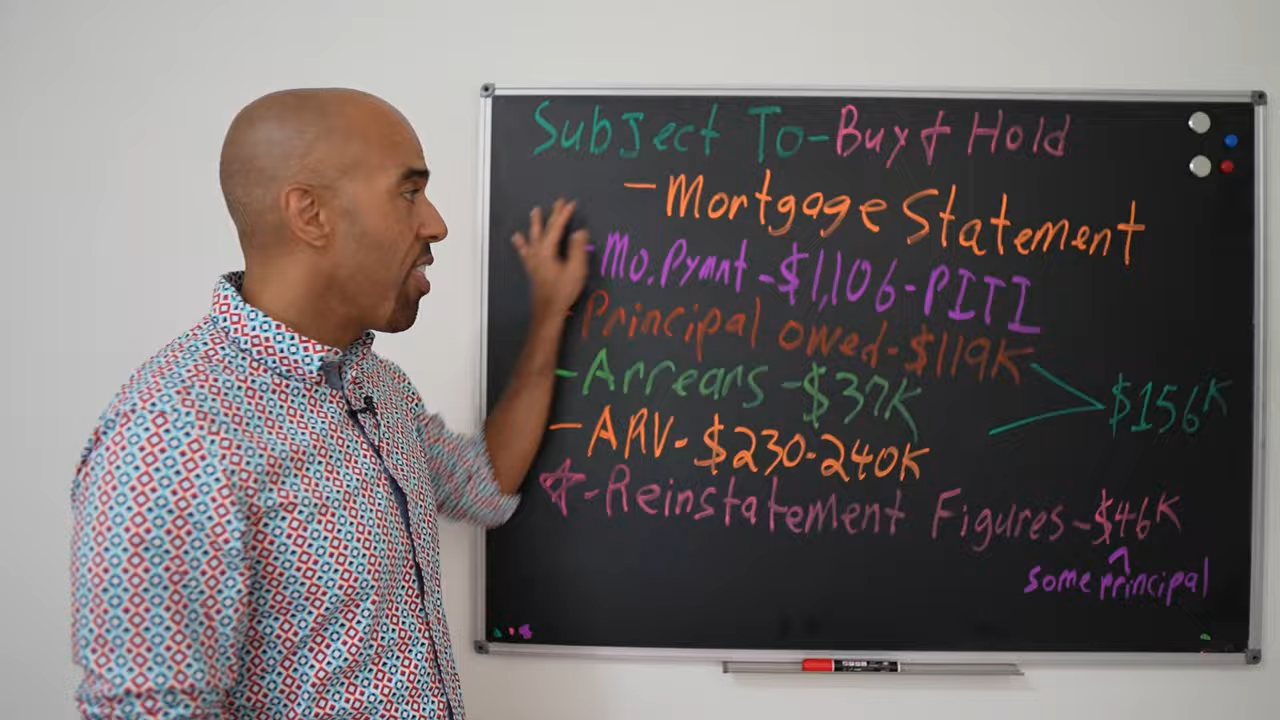 SubJect To-Buy & Hold
- Mortgage Statement
- Mo. Pymnt - $1,106 - PITI
- Principal owed - $119K
- Arrears - $37K
$156K
- ARV - $230-240K
☆ - Reinstatement Figures - $46K
^
some principal